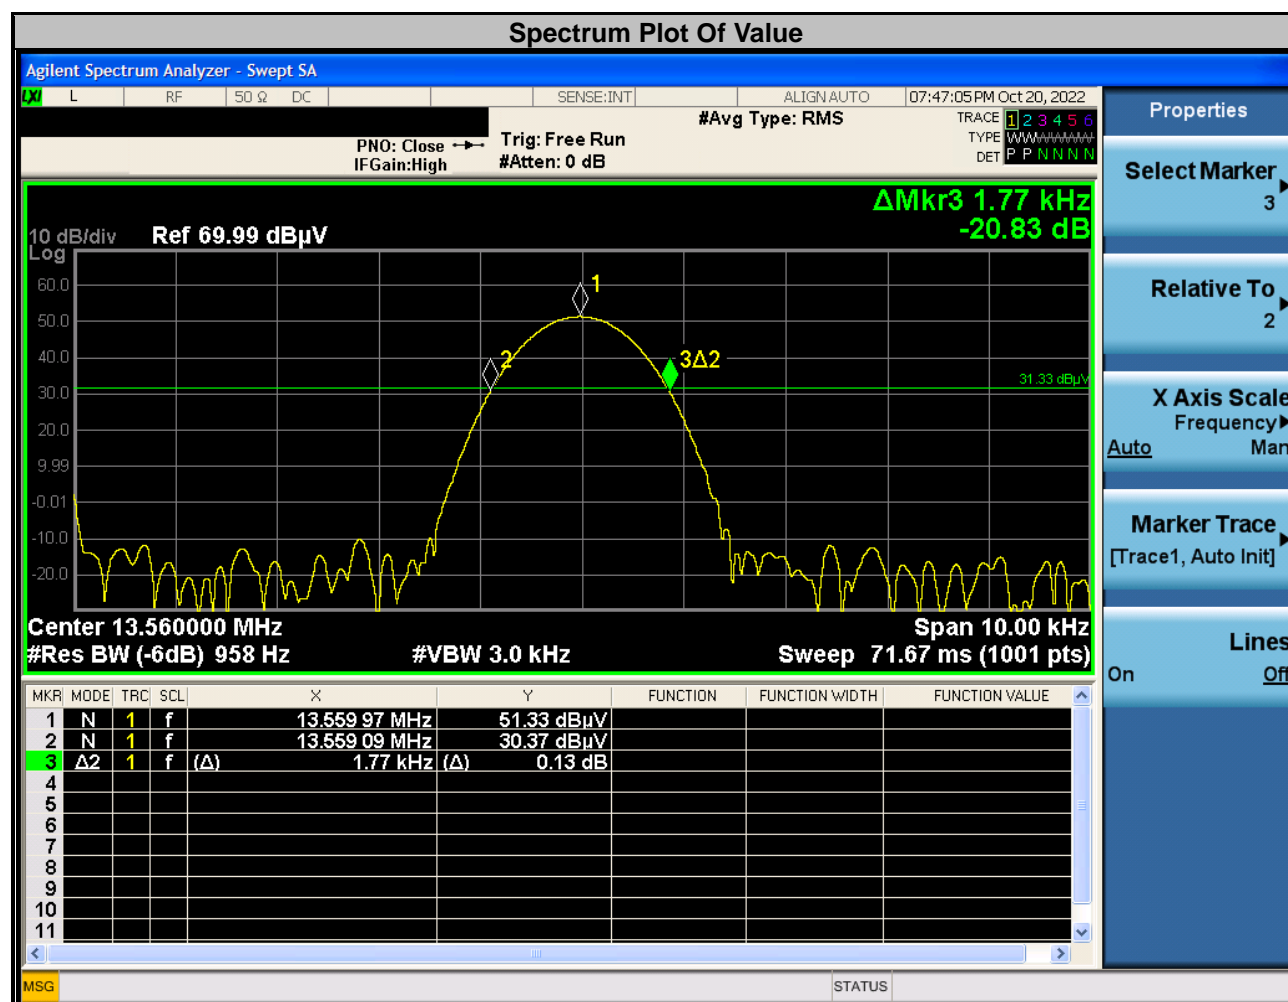 Spectrum Plot Of Value
Agilent Spectrum Analyzer - Swept SA
LXI L RF 50 Ω DC SENSE:INT ALIGN AUTO 07:47:05 PM Oct 20, 2022
#Avg Type: RMS
TRACE 1 2 3 4 5 6
TYPE
DET P P N N N N
PNO: Close
IFGain:High
Trig: Free Run
#Atten: 0 dB
ΔMkr3 1.77 kHz
-20.83 dB
10 dB/div Ref 69.99 dBµV
Log
60.0
50.0
40.0
30.0
20.0
9.99
-0.01
-10.0
-20.0
1
2
3Δ2
31.33 dBµV
Center 13.560000 MHz Span 10.00 kHz
#Res BW (-6dB) 958 Hz #VBW 3.0 kHz Sweep 71.67 ms (1001 pts)
MKR MODE TRC SCL X Y FUNCTION FUNCTION WIDTH FUNCTION VALUE
1 N 1 f 13.559 97 MHz 51.33 dBµV
2 N 1 f 13.559 09 MHz 30.37 dBµV
3 Δ2 1 f (Δ) 1.77 kHz (Δ) 0.13 dB
4
5
6
7
8
9
10
11
MSG STATUS
Properties
Select Marker
3
Relative To
2
X Axis Scale
Frequency
Auto Man
Marker Trace
[Trace1, Auto Init]
Lines
On Off